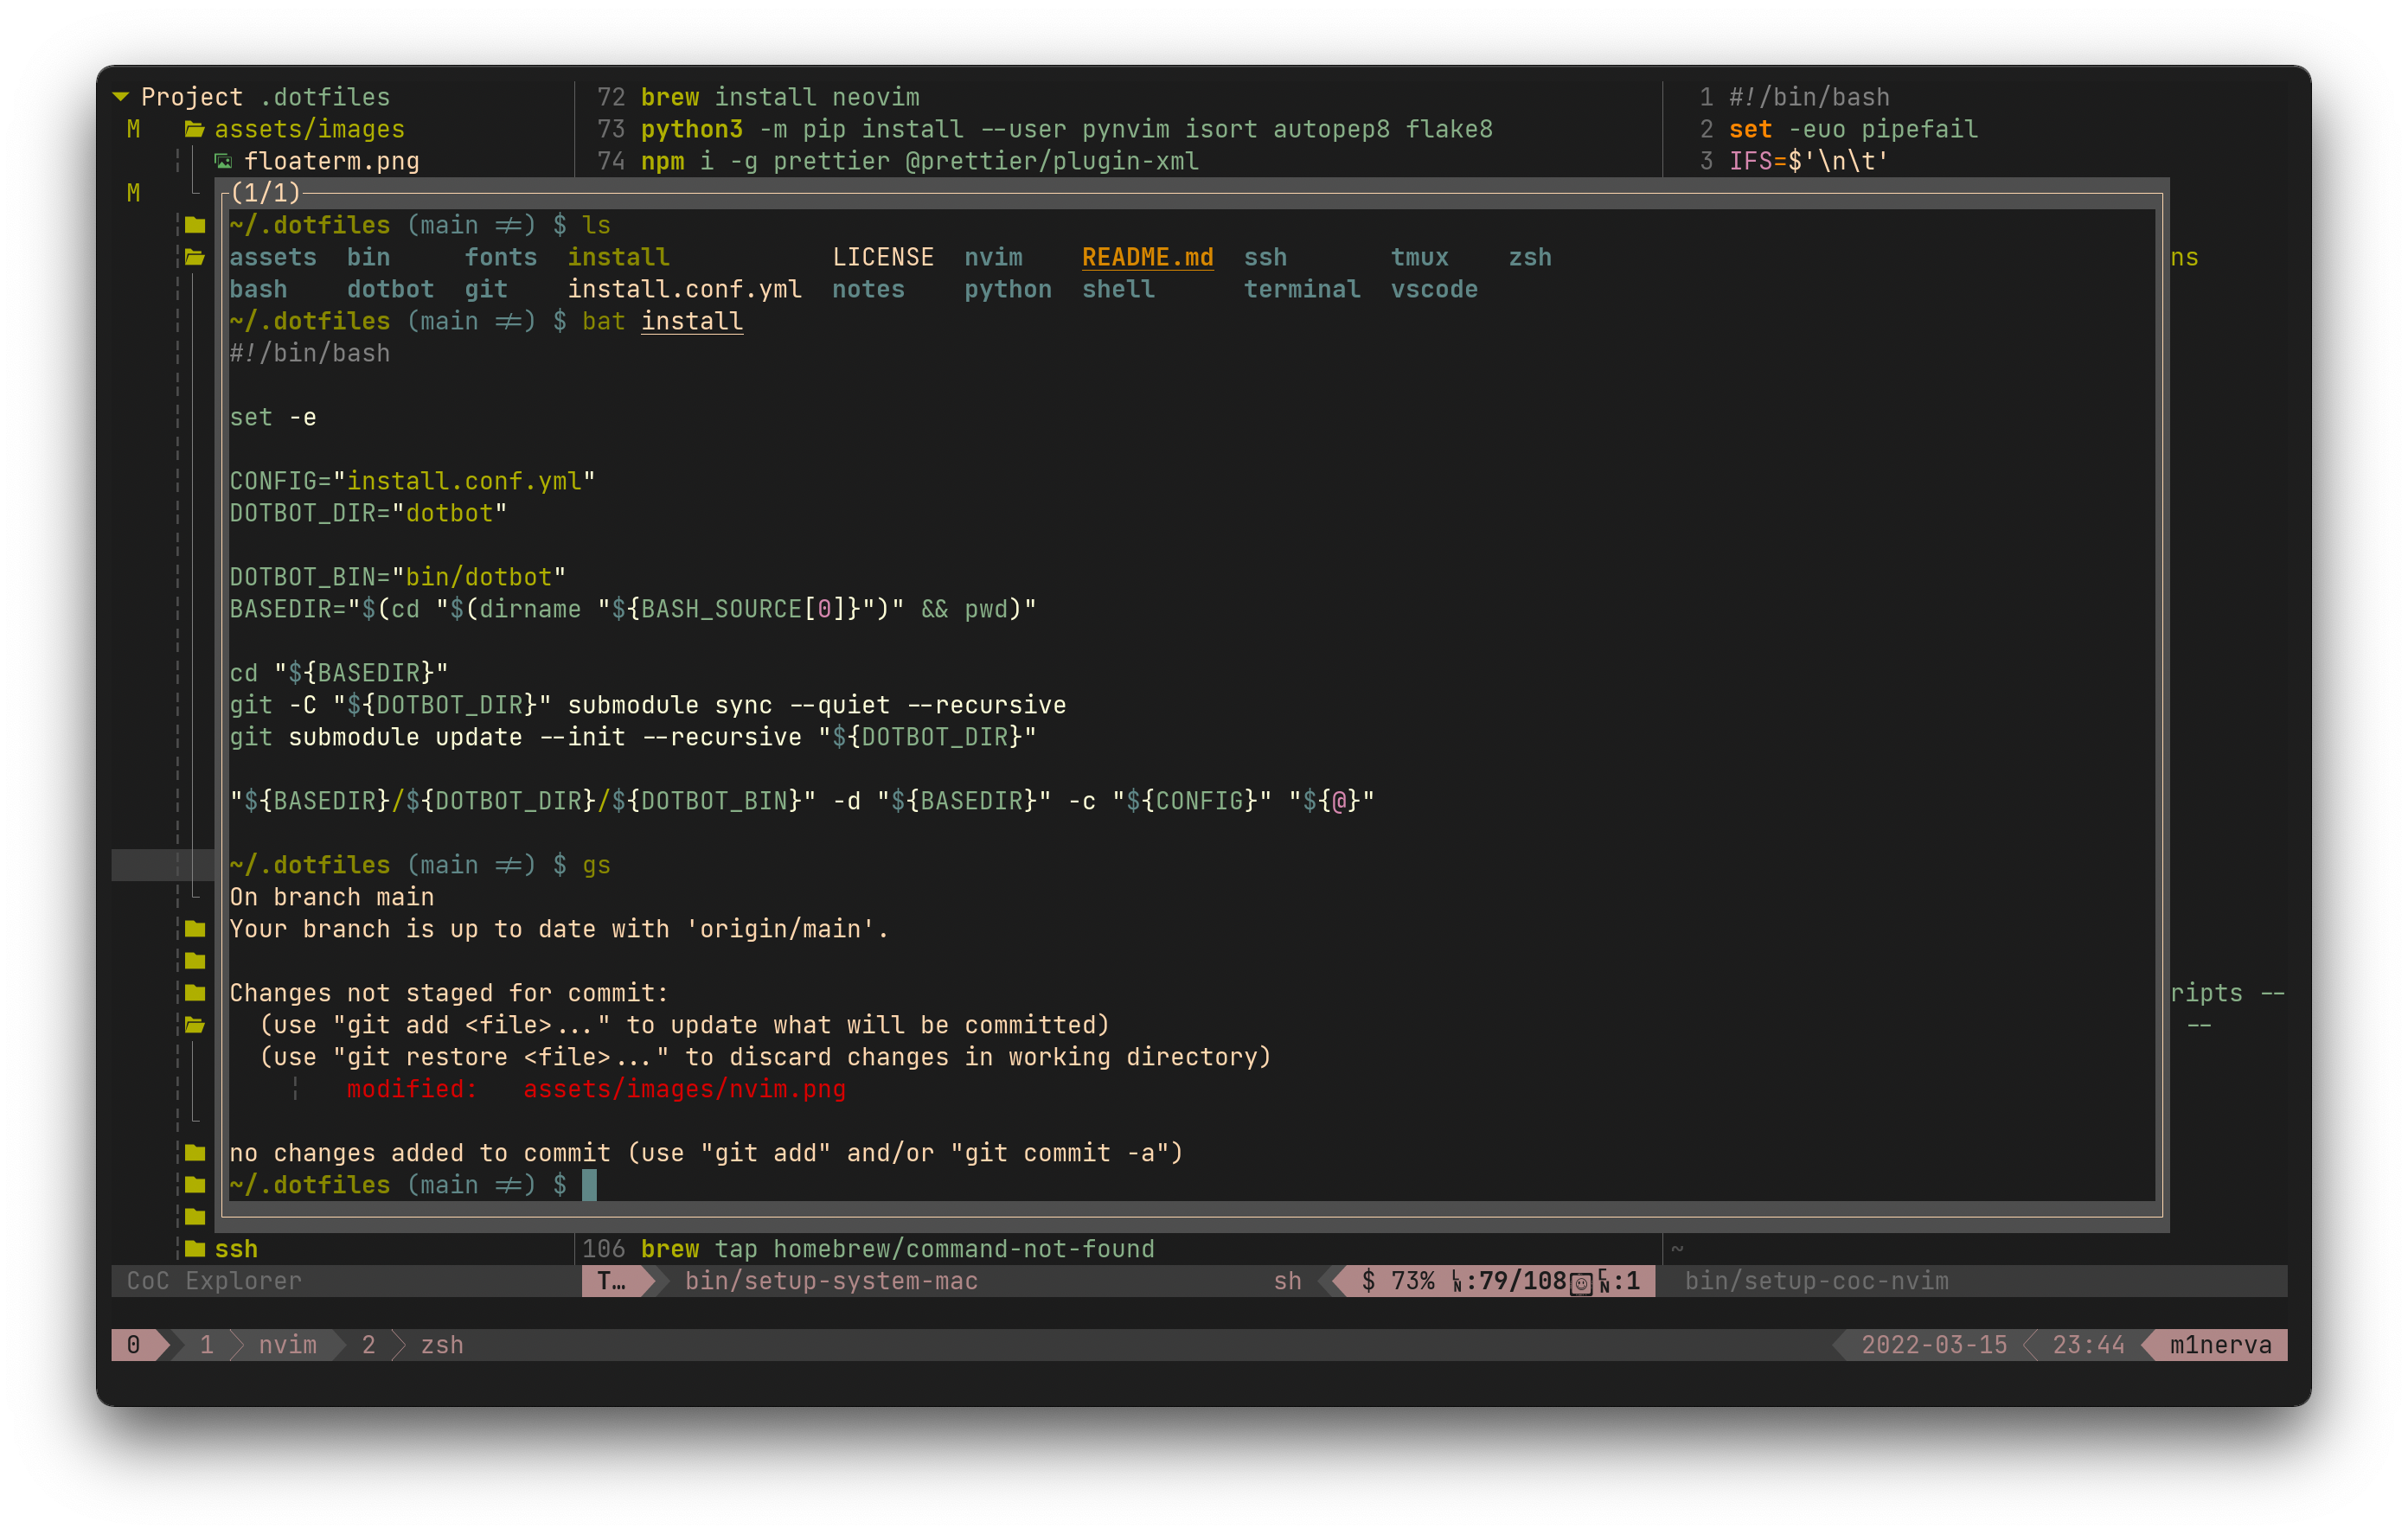 Project .dotfiles
M assets/images
floaterm.png
M
72 brew install neovim
73 python3 -m pip install --user pynvim isort autopep8 flake8
74 npm i -g prettier @prettier/plugin-xml
1 #!/bin/bash
2 set -euo pipefail
3 IFS=$'\n\t'
(1/1)
~/.dotfiles (main ≠) $ ls
assets bin fonts install LICENSE nvim README.md ssh tmux zsh
bash dotbot git install.conf.yml notes python shell terminal vscode
~/.dotfiles (main ≠) $ bat install
#!/bin/bash
set -e
CONFIG="install.conf.yml"
DOTBOT_DIR="dotbot"
DOTBOT_BIN="bin/dotbot"
BASEDIR="$(cd "$(dirname "${BASH_SOURCE[0]}")" && pwd)"
cd "${BASEDIR}"
git -C "${DOTBOT_DIR}" submodule sync --quiet --recursive
git submodule update --init --recursive "${DOTBOT_DIR}"
"${BASEDIR}/${DOTBOT_DIR}/${DOTBOT_BIN}" -d "${BASEDIR}" -c "${CONFIG}" "${@}"
~/.dotfiles (main ≠) $ gs
On branch main
Your branch is up to date with 'origin/main'.
Changes not staged for commit:
(use "git add <file>..." to update what will be committed)
(use "git restore <file>..." to discard changes in working directory)
modified: assets/images/nvim.png
no changes added to commit (use "git add" and/or "git commit -a")
~/.dotfiles (main ≠) $
ns
ripts --
--
ssh
106 brew tap homebrew/command-not-found
~
CoC Explorer
T… bin/setup-system-mac sh $ 73% LN:79/108 CN:1
bin/setup-coc-nvim
0 1 nvim 2 zsh
2022-03-15 23:44 m1nerva